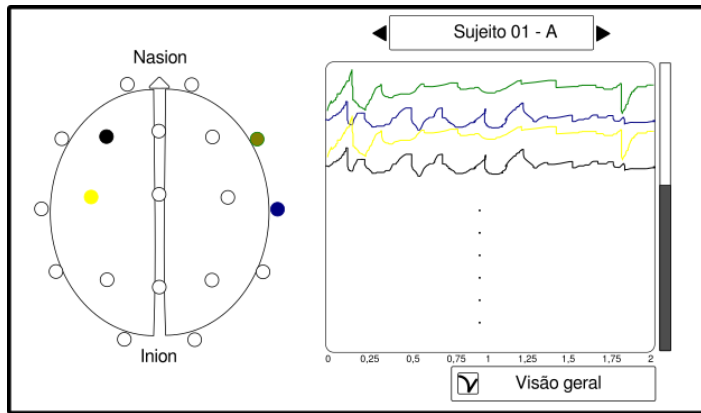 Sujeito 01 - A
Nasion
Inion
0 0,25 0,5 0,75 1 1,25 1,5 1,75 2
Visão geral